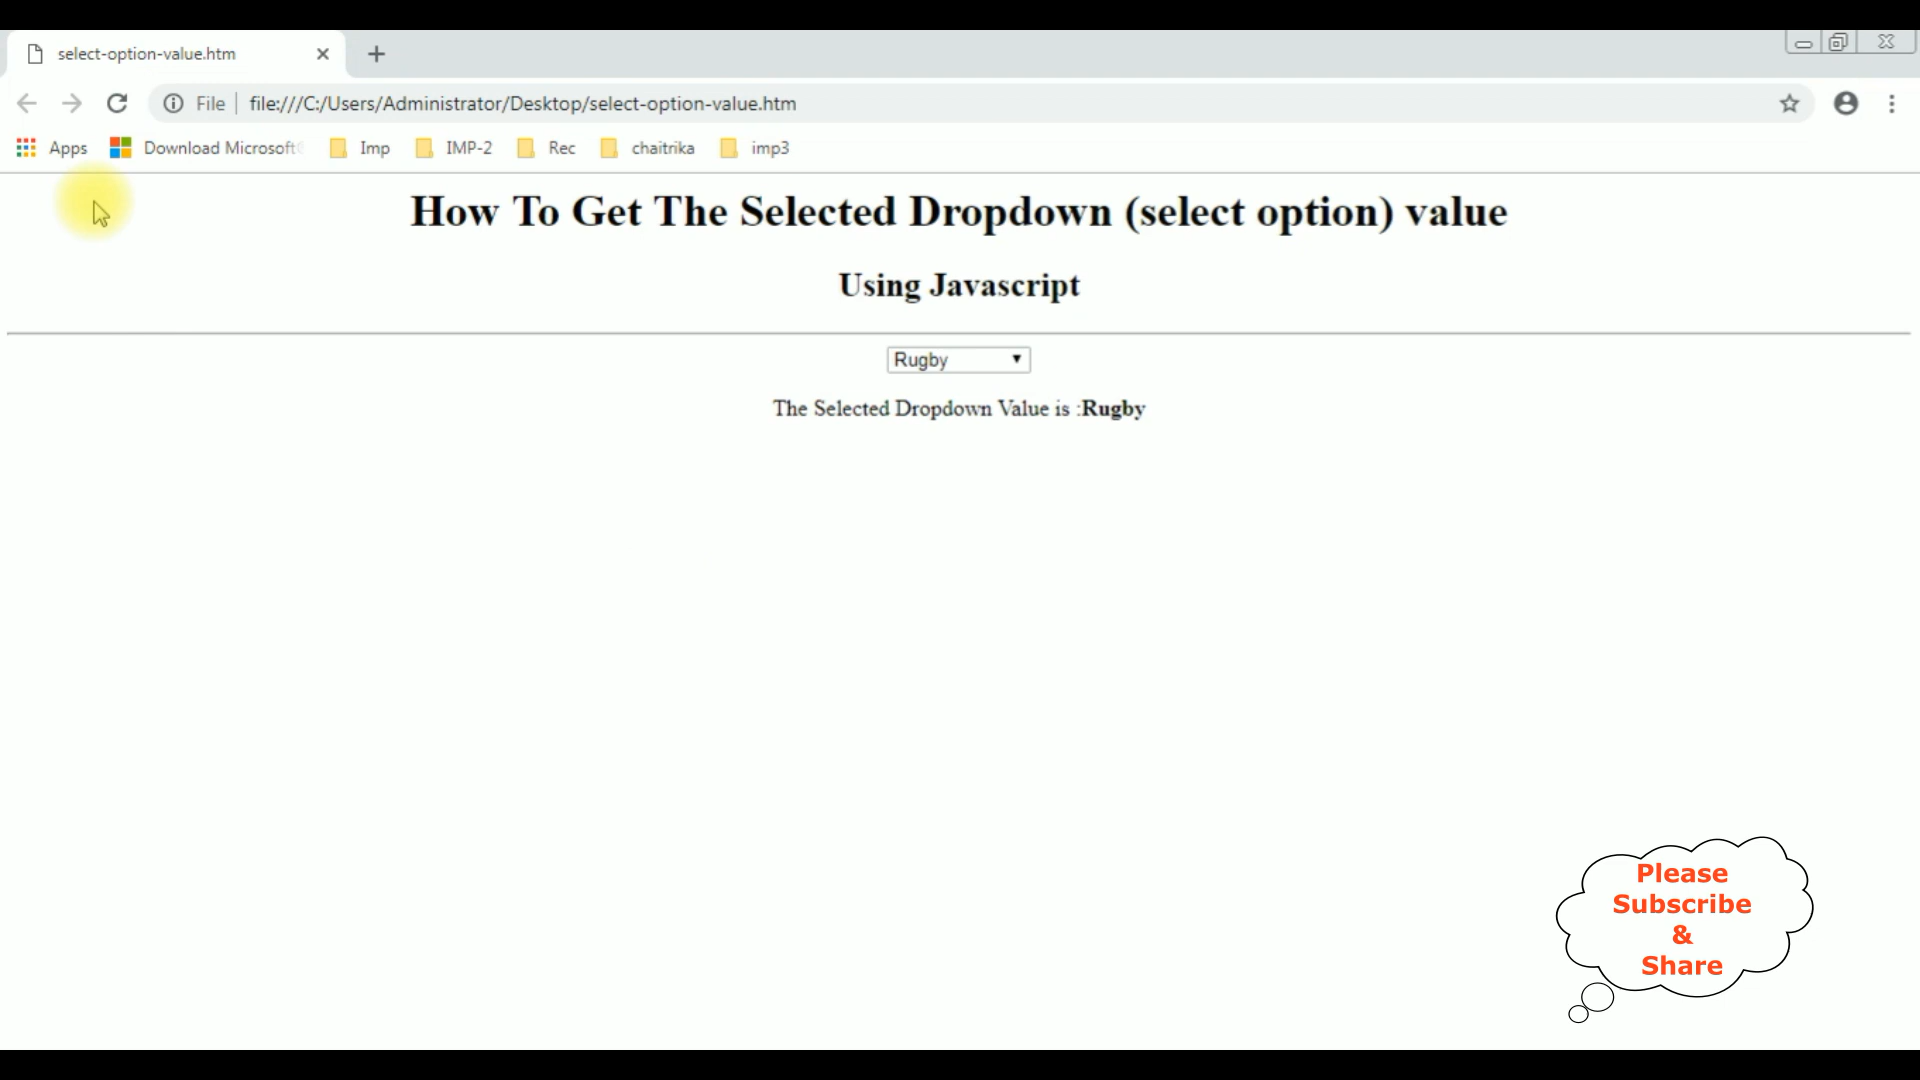 select-option-value.htm
File file:///C:/Users/Administrator/Desktop/select-option-value.htm
Apps Download Microsoft Imp IMP-2 Rec chaitrika imp3
How To Get The Selected Dropdown (select option) value
Using Javascript
Rugby
The Selected Dropdown Value is :Rugby
Please
Subscribe
&
Share